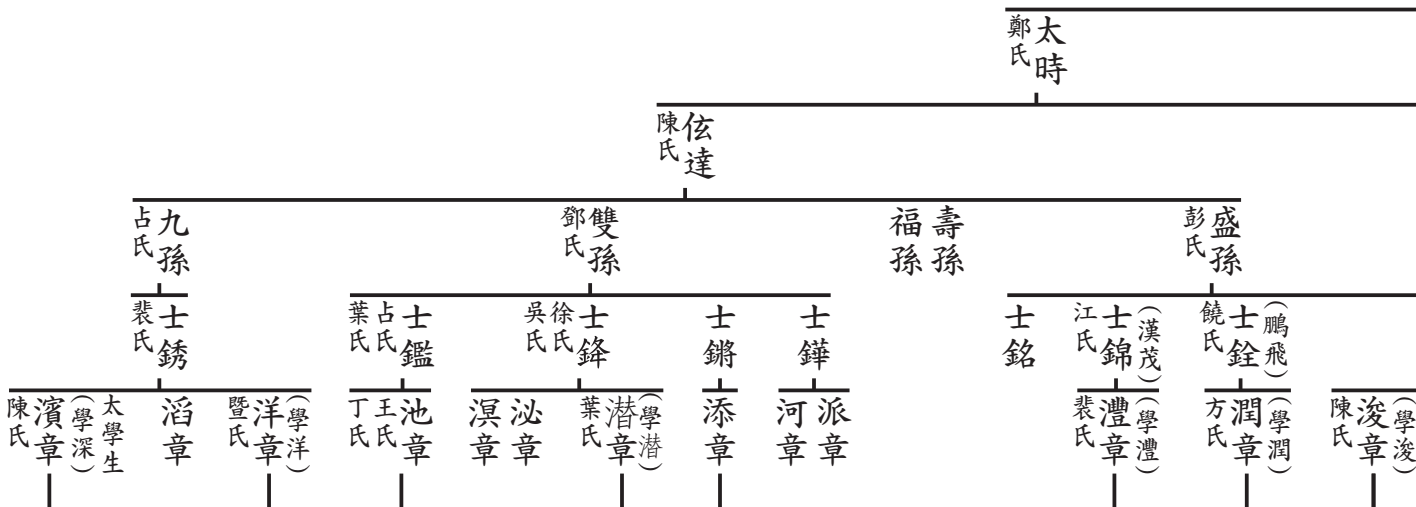 太時
鄭氏
伭達
陳氏
盛孫
彭氏
壽孫
福孫
雙孫
鄧氏
九孫
占氏
(鵬飛)
士銓
饒氏
(漢茂)
士錦
江氏
士銘
士鏵
士鏘
士鋒
徐氏
吳氏
士鑑
占氏
葉氏
士銹
裴氏
(學浚)
浚章
陳氏
(學潤)
潤章
方氏
(學灃)
灃章
裴氏
派章
河章
添章
(學潜)
潜章
葉氏
泌章
溟章
池章
王氏
丁氏
(學洋)
洋章
暨氏
滔章
太學生
(學深)
濱章
陳氏